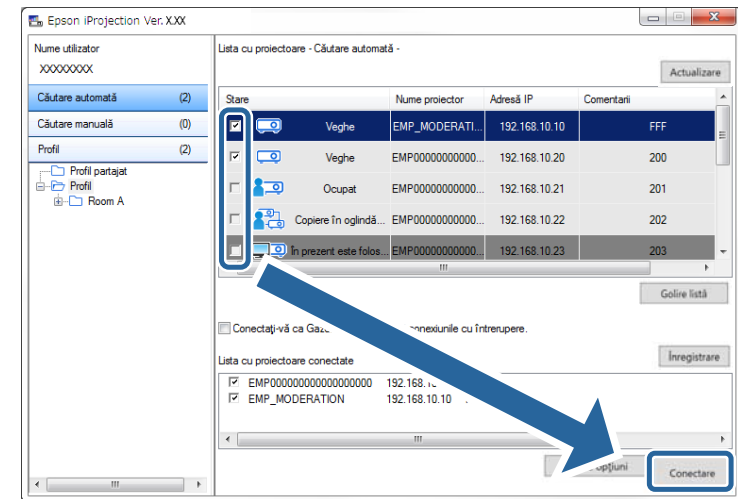 Epson iProjection Ver. X.XX
Nume utilizator
XXXXXXXX
Căutare automată (2)
Căutare manuală (0)
Profil (2)
Profil partajat
Profil
Room A
Lista cu proiectoare - Căutare automată -
Actualizare
Stare Nume proiector Adresă IP Comentarii
Veghe EMP_MODERATI... 192.168.10.10 FFF
Veghe EMP00000000000... 192.168.10.20 200
Ocupat EMP00000000000... 192.168.10.21 201
Copiere în oglindă... EMP00000000000... 192.168.10.22 202
În prezent este folos... EMP00000000000... 192.168.10.23 203
Golire listă
Conectați-vă ca conexiunile cu întrerupere.
Înregistrare
Lista cu proiectoare conectate
EMP000000000000000000 192.168.
EMP_MODERATION 192.168.10.10
opțiuni
Conectare